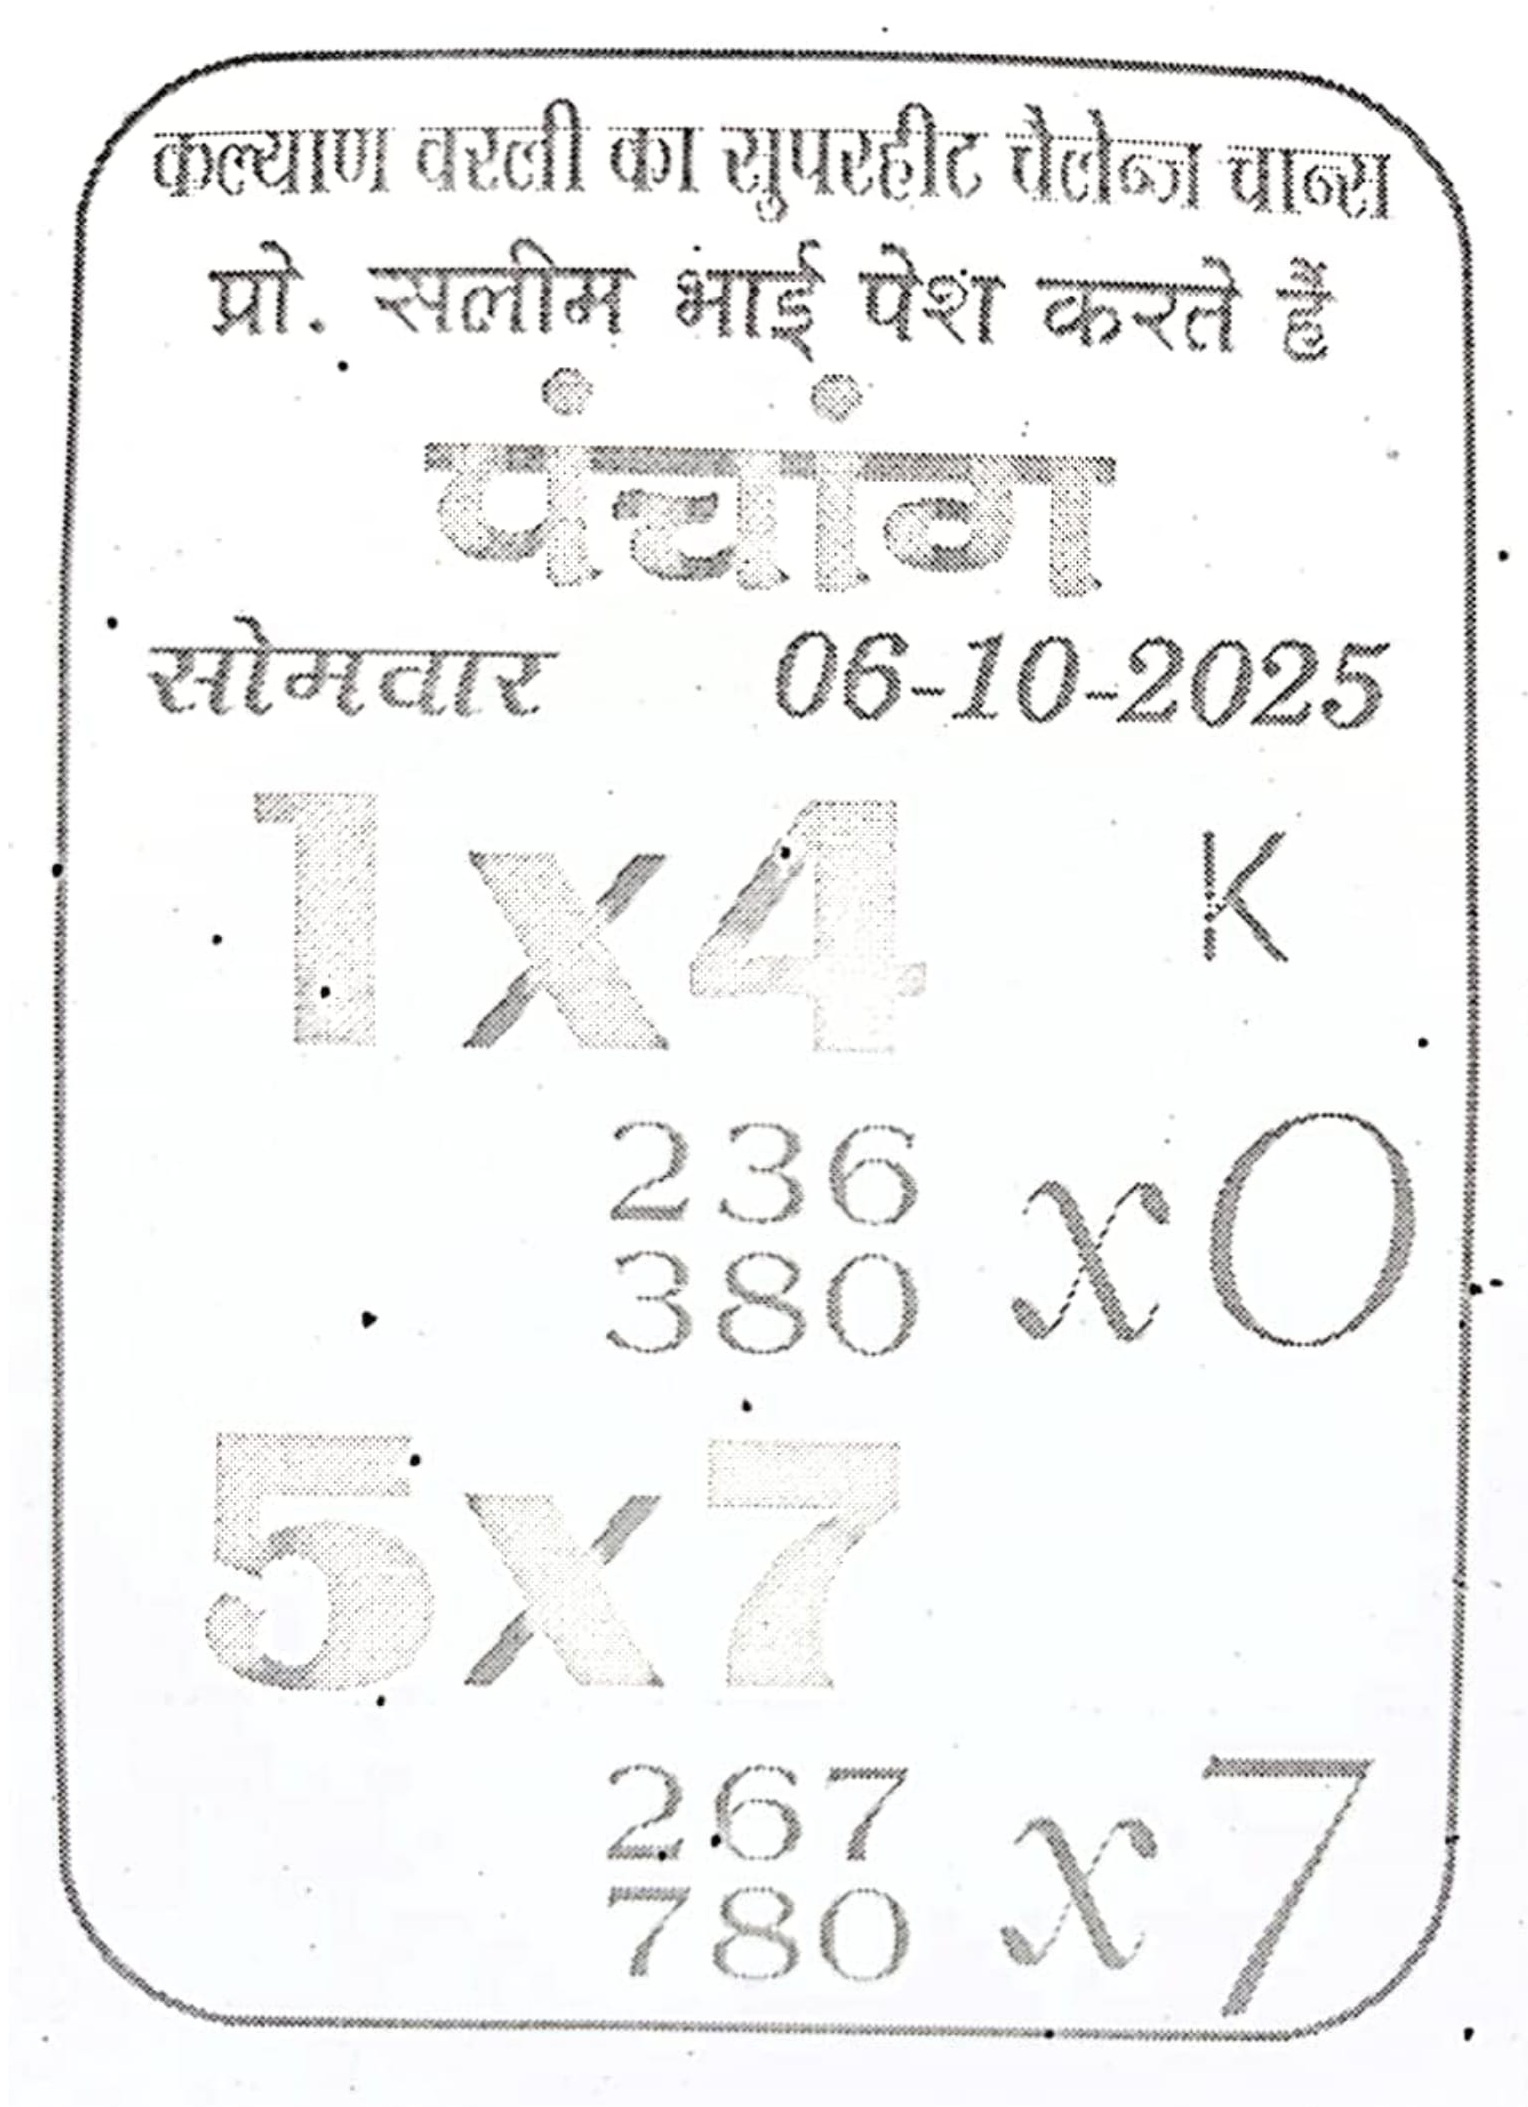 कल्याण वरली का सुपरहीट चैलेन्ज चान्स
प्रो. सलीम भाई पेश करते है
पंचांग
सोमवार 06-10-2025
1x4 K
236
380 x0
5x7
267
780 x7